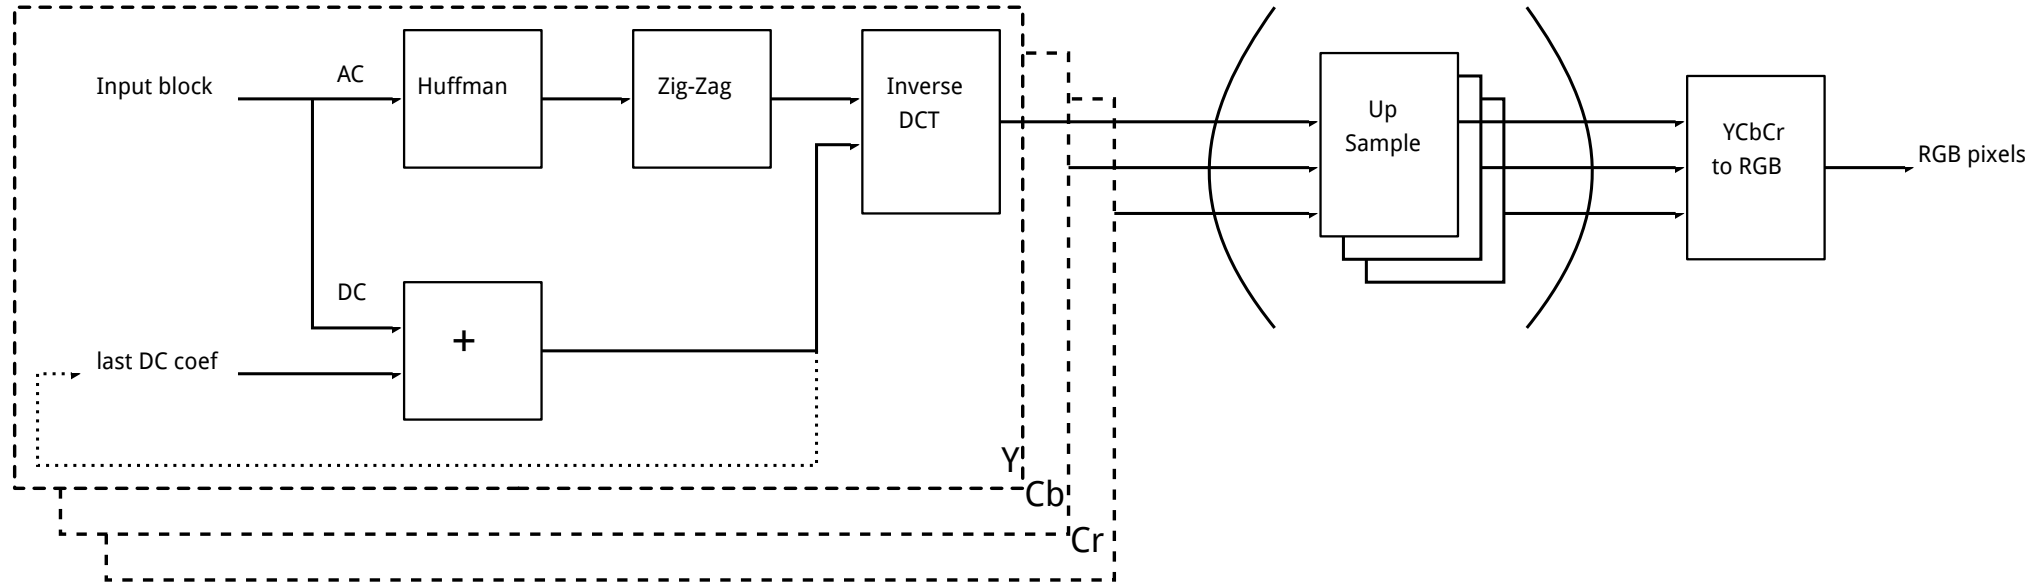 Input block
AC
Huffman
Zig-Zag
Inverse
DCT
DC
+
last DC coef
Y
Cb
Cr
Up
Sample
YCbCr
to RGB
RGB pixels